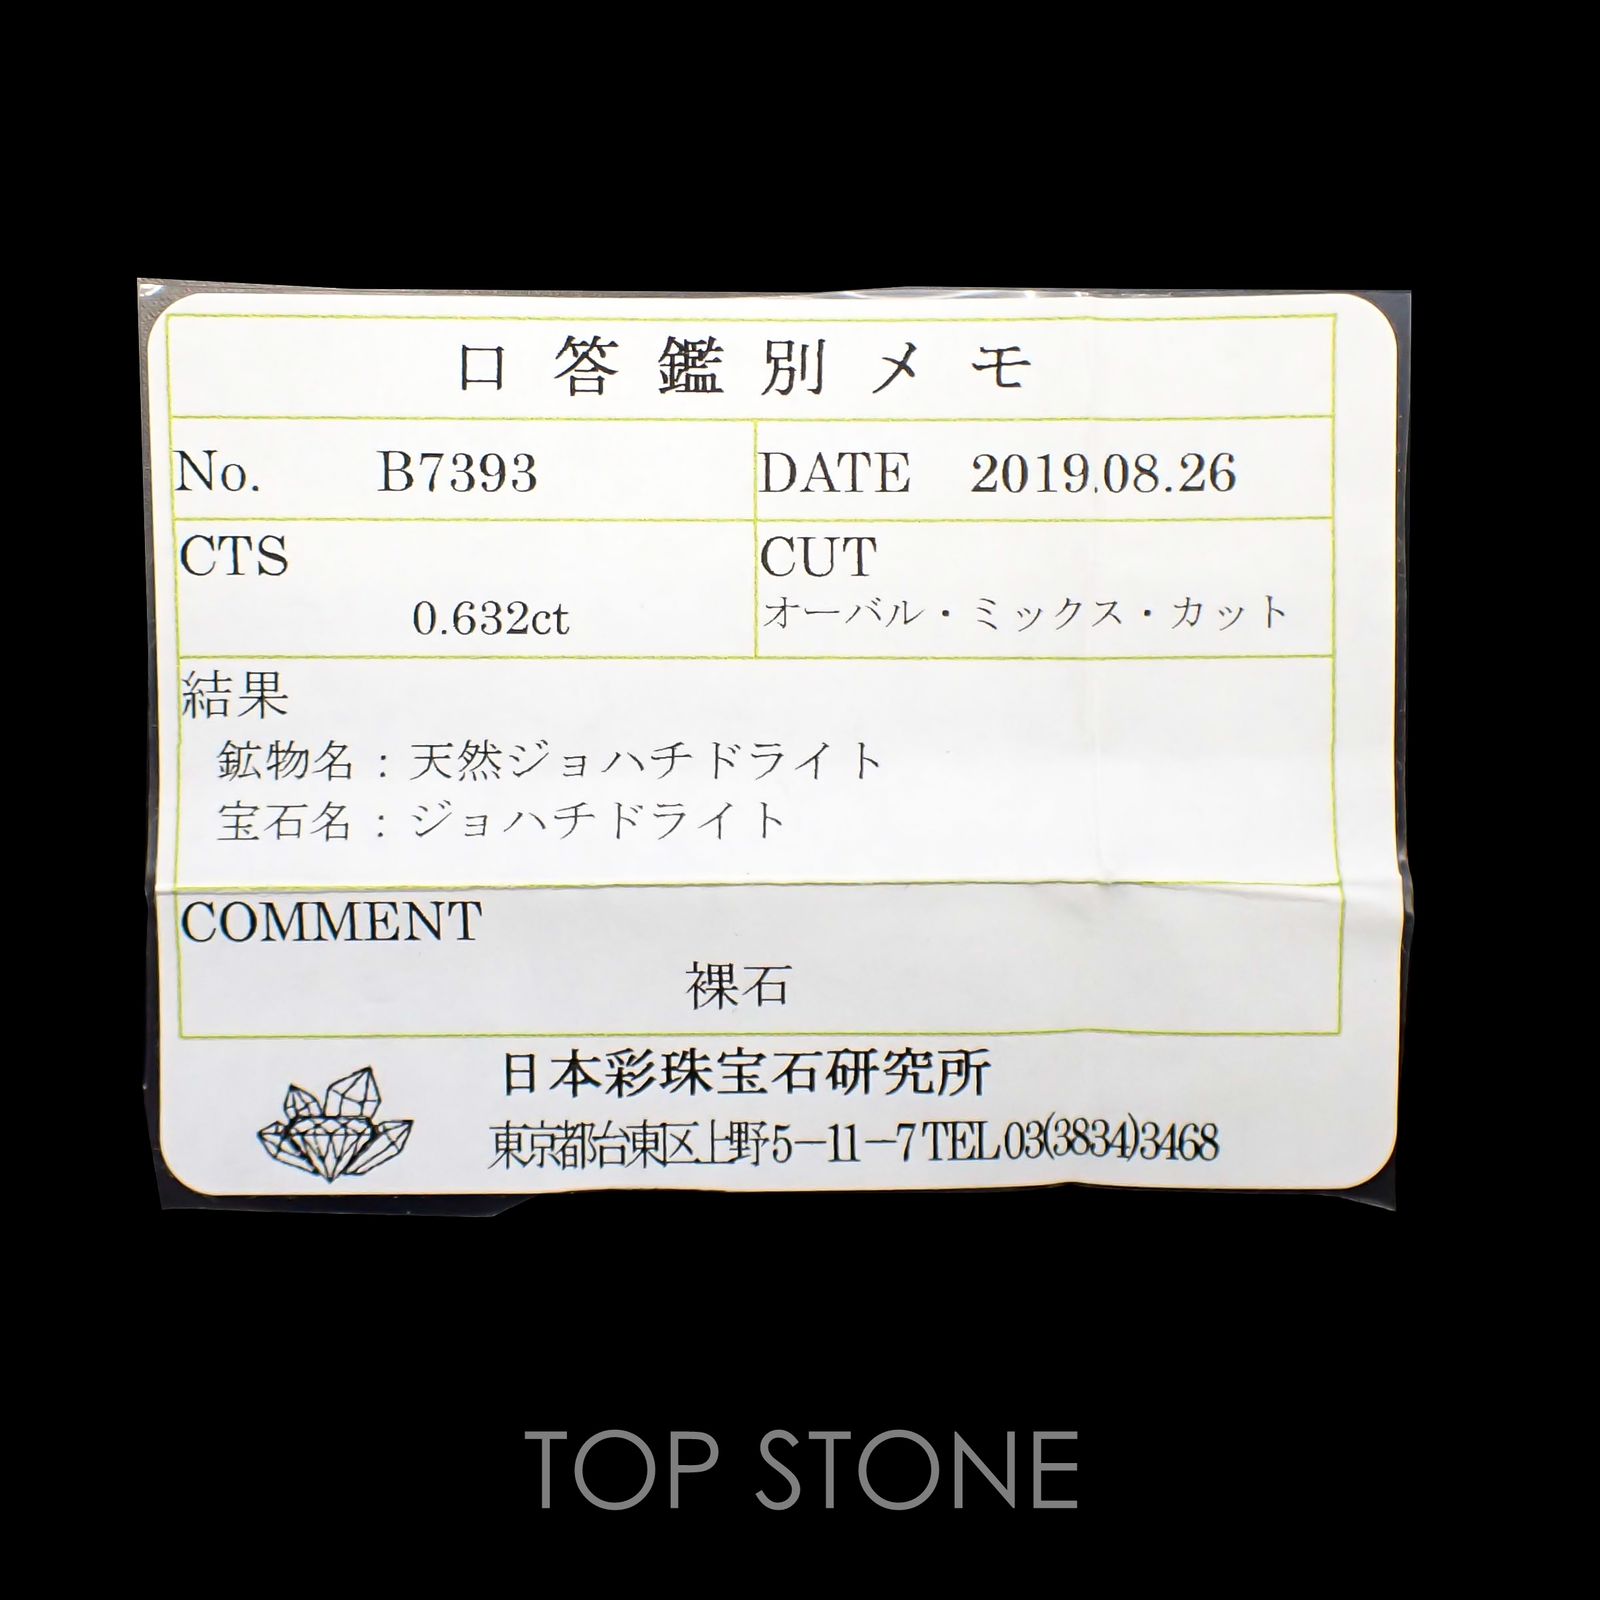 口答鑑別メモ
No. B7393 DATE 2019.08.26
CTS CUT
0.632ct オーバル・ミックス・カット
結果
鉱物名：天然ジョハチドライト
宝石名：ジョハチドライト
COMMENT
裸石
日本彩珠宝石研究所
東京都台東区上野5－11－7 TEL 03(3834)3468
TOP STONE